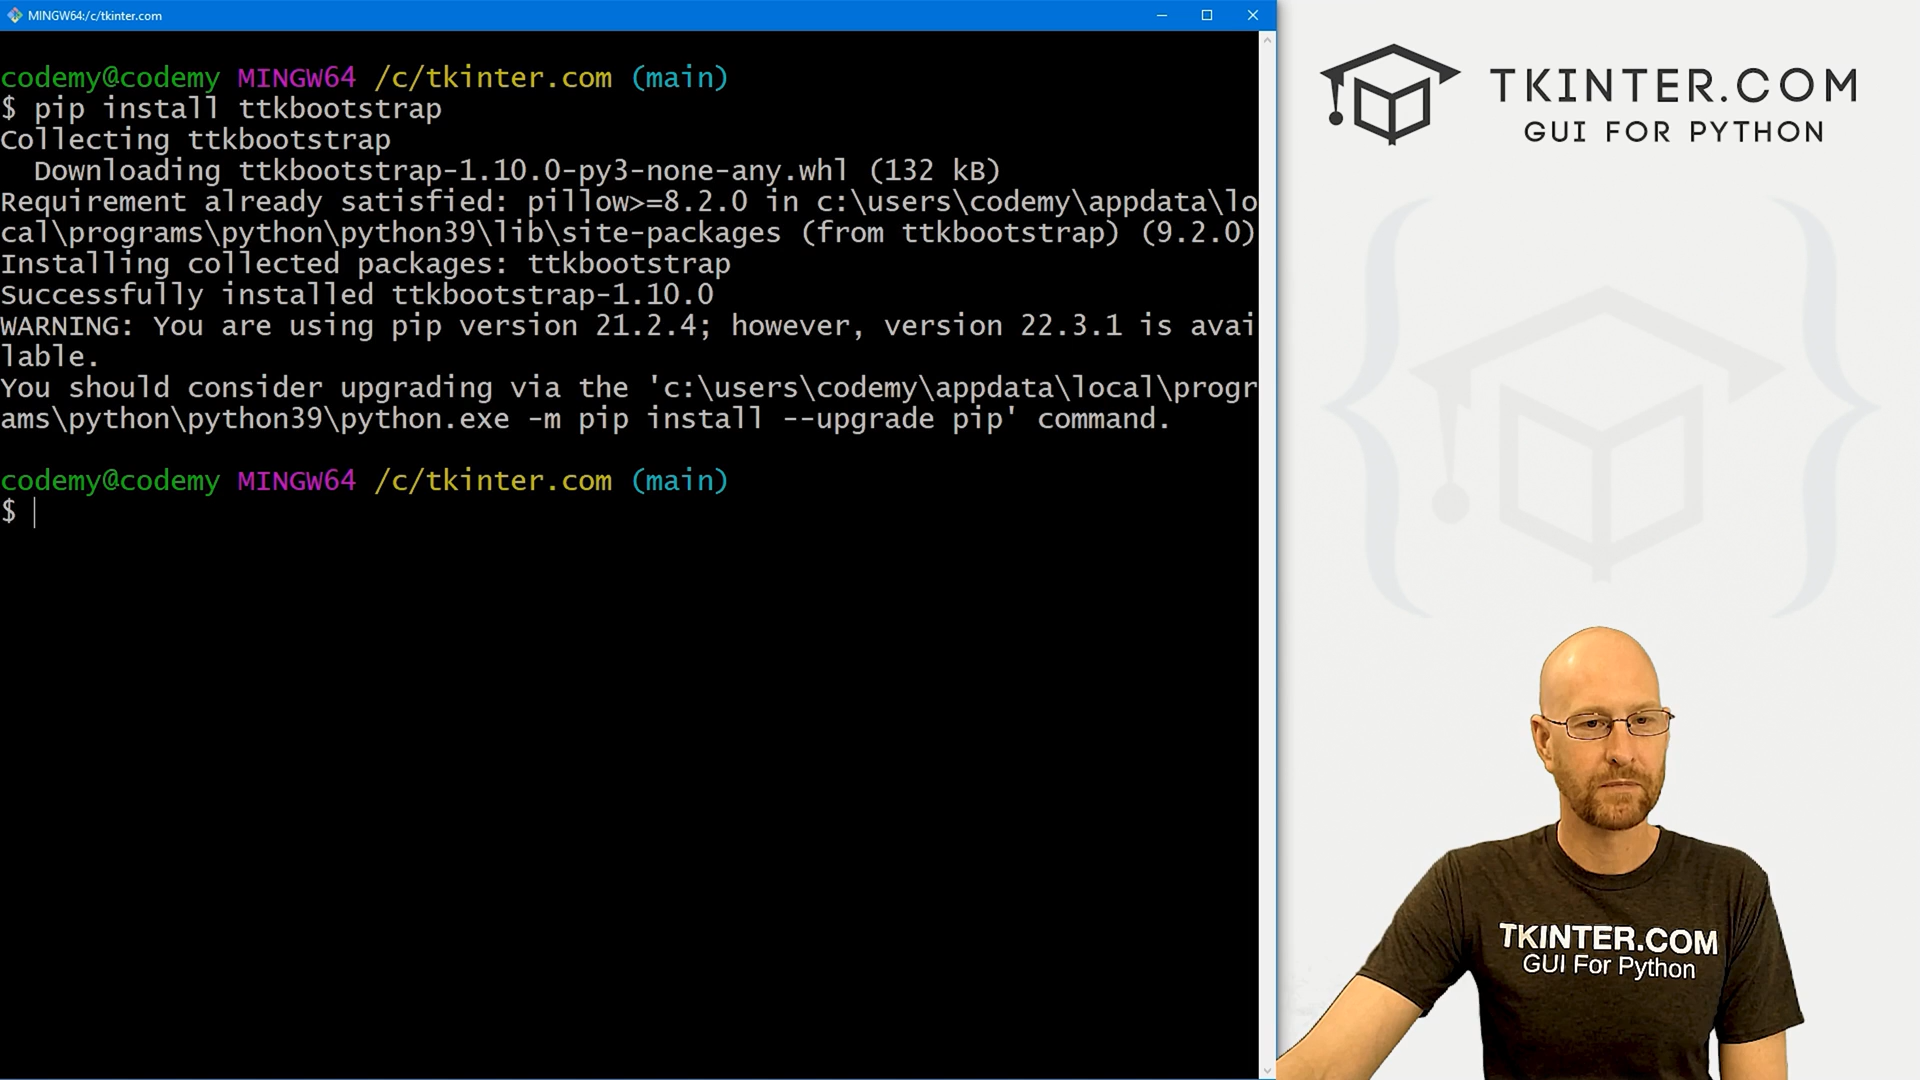 MINGW64:/c/tkinter.com
codemy@codemy MINGW64 /c/tkinter.com (main)
$ pip install ttkbootstrap
Collecting ttkbootstrap
  Downloading ttkbootstrap-1.10.0-py3-none-any.whl (132 kB)
Requirement already satisfied: pillow>=8.2.0 in c:\users\codemy\appdata\lo
cal\programs\python\python39\lib\site-packages (from ttkbootstrap) (9.2.0)
Installing collected packages: ttkbootstrap
Successfully installed ttkbootstrap-1.10.0
WARNING: You are using pip version 21.2.4; however, version 22.3.1 is avai
lable.
You should consider upgrading via the 'c:\users\codemy\appdata\local\progr
ams\python\python39\python.exe -m pip install --upgrade pip' command.
codemy@codemy MINGW64 /c/tkinter.com (main)
$
TKINTER.COM
GUI FOR PYTHON
TKINTER.COM
GUI For Python